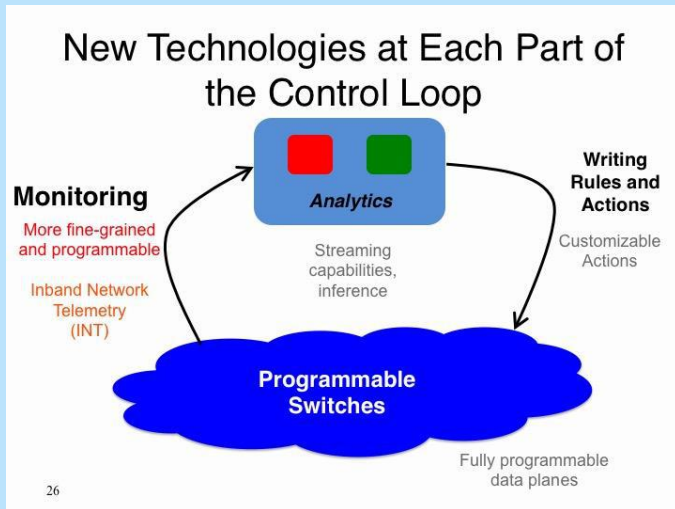 New Technologies at Each Part of
the Control Loop
Monitoring
More fine-grained
and programmable
Inband Network
Telemetry
(INT)
Analytics
Streaming
capabilities,
inference
Writing
Rules and
Actions
Customizable
Actions
Programmable
Switches
Fully programmable
data planes
26